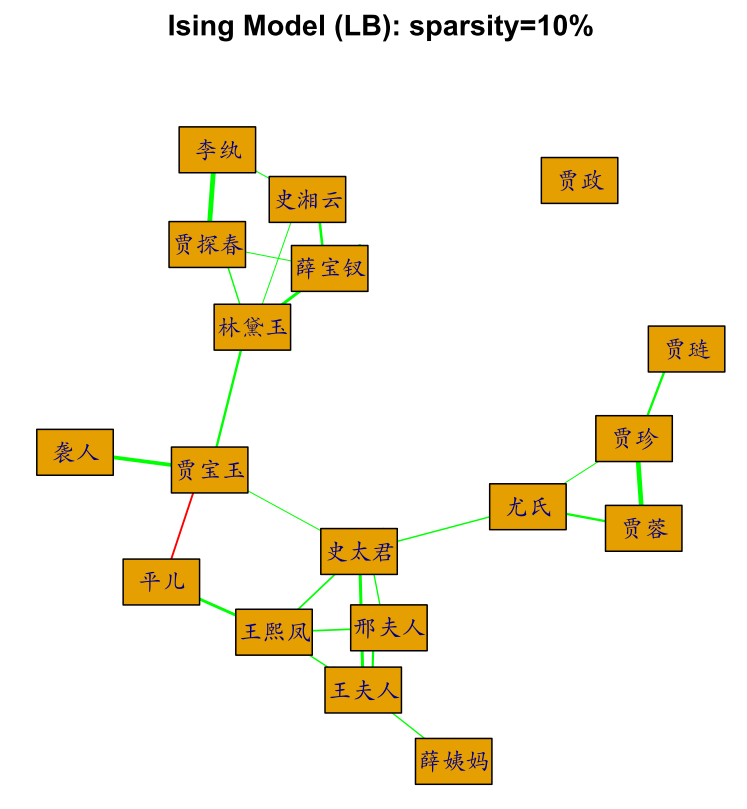 Ising Model (LB): sparsity=10%
李纨
贾政
史湘云
贾探春
薛宝钗
林黛玉
贾琏
贾珍
袭人
贾宝玉
尤氏
贾蓉
史太君
平儿
邢夫人
王熙凤
王夫人
薛姨妈